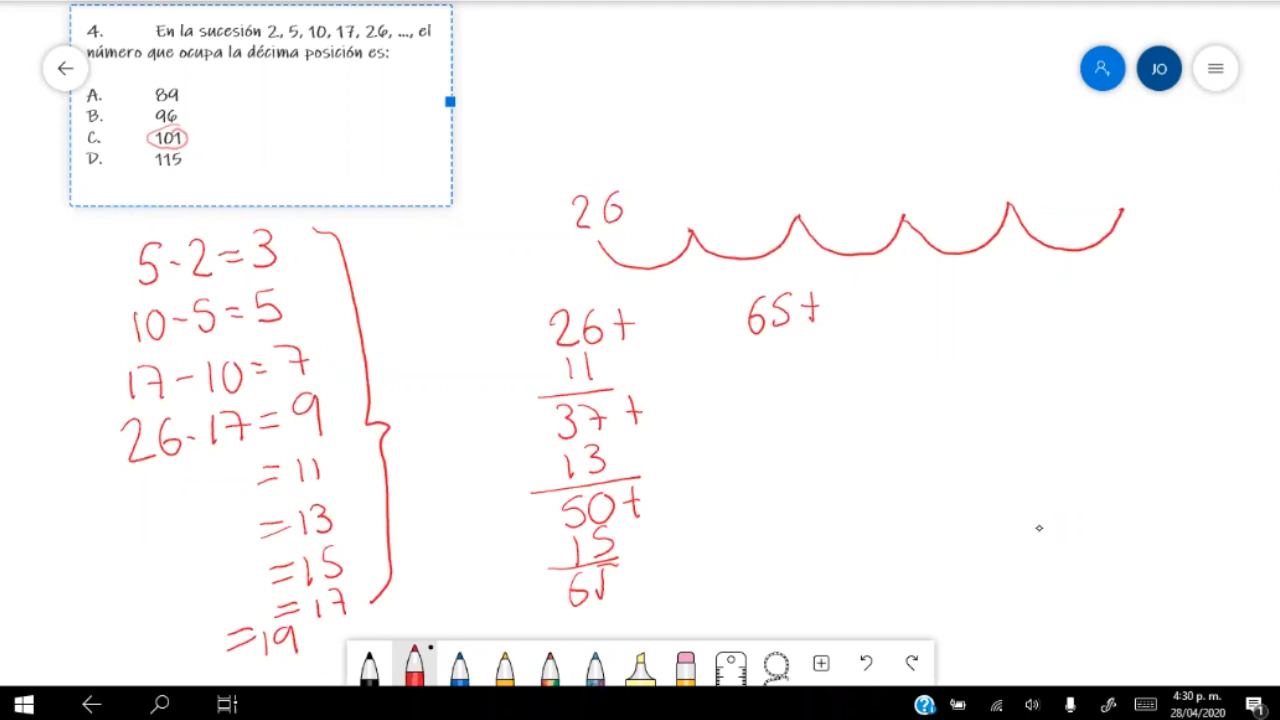 4. En la sucesión 2, 5, 10, 17, 26, ..., el
número que ocupa la décima posición es:
A. 89
B. 96
C. 101
D. 115
JO
5-2=3
10-5=5
17-10=7
26-17=9
=11
=13
=15
=17
=19
26
26+
11
37+
13
50+
15
65
65+
4:30 p. m.
28/04/2020
1